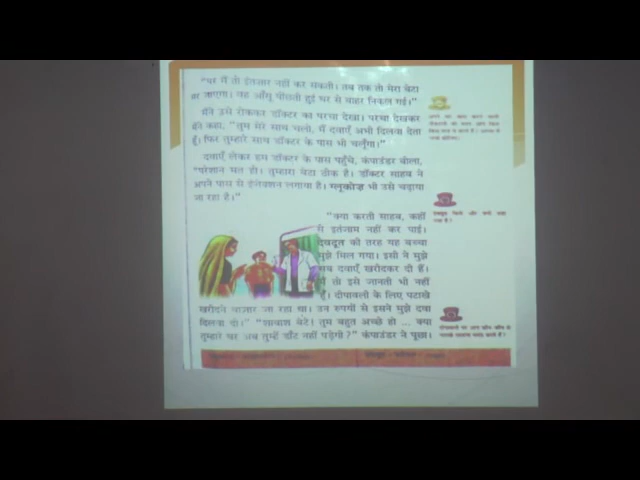 "पर मैं तो इंतजार नहीं कर सकती। तब तक तो मेरा बेटा
मर जाएगा। वह आँसू पोंछती हुई घर से बाहर निकल गई।"
मैंने उसे रोककर डॉक्टर का परचा देखा। परचा देखकर
मैंने कहा, "तुम मेरे साथ चलो, मैं दवाएँ अभी दिलवा देता
हूँ। फिर तुम्हारे साथ डॉक्टर के पास भी चलूँगा।"
दवाएँ लेकर हम डॉक्टर के पास पहुँचे, कंपाउंडर बोला,
"परेशान मत हो। तुम्हारा बेटा ठीक है। डॉक्टर साहब ने
अपने पास से इंजेक्शन लगाया है। ग्लूकोज़ भी उसे चढ़ाया
जा रहा है।"
"क्या करती साहब, कहीं
से इंतजाम नहीं कर पाई।
देवदूत की तरह यह बच्चा
मुझे मिल गया। इसी ने मुझे
सब दवाएँ खरीदकर दी हैं।
मैं तो इसे जानती भी नहीं
हूँ। दीपावली के लिए पटाखे
खरीदने बाजार जा रहा था। उन रुपयों से इसने मुझे दवा
दिलवा दी।" "शाबाश बेटे! तुम बहुत अच्छे हो ... क्या
तुम्हारे घर अब तुम्हें डाँट नहीं पड़ेगी?" कंपाउंडर ने पूछा।